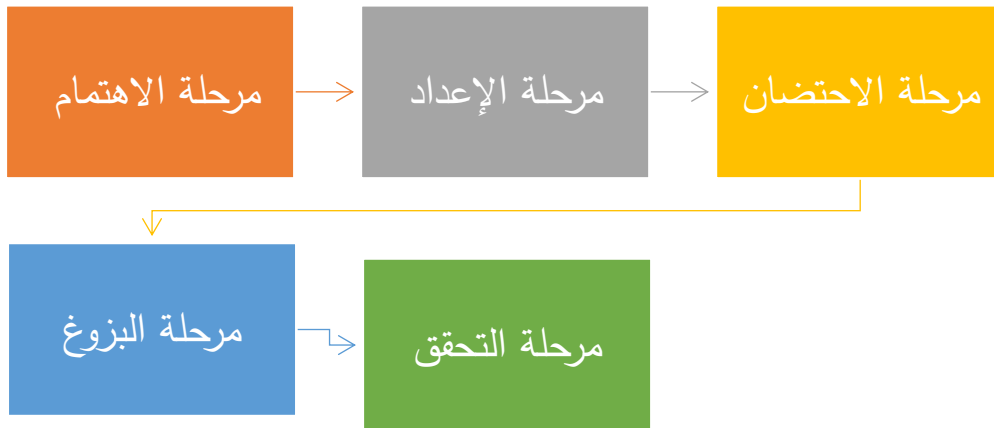 مرحلة الاهتمام
مرحلة الإعداد
مرحلة الاحتضان
مرحلة البزوغ
مرحلة التحقق